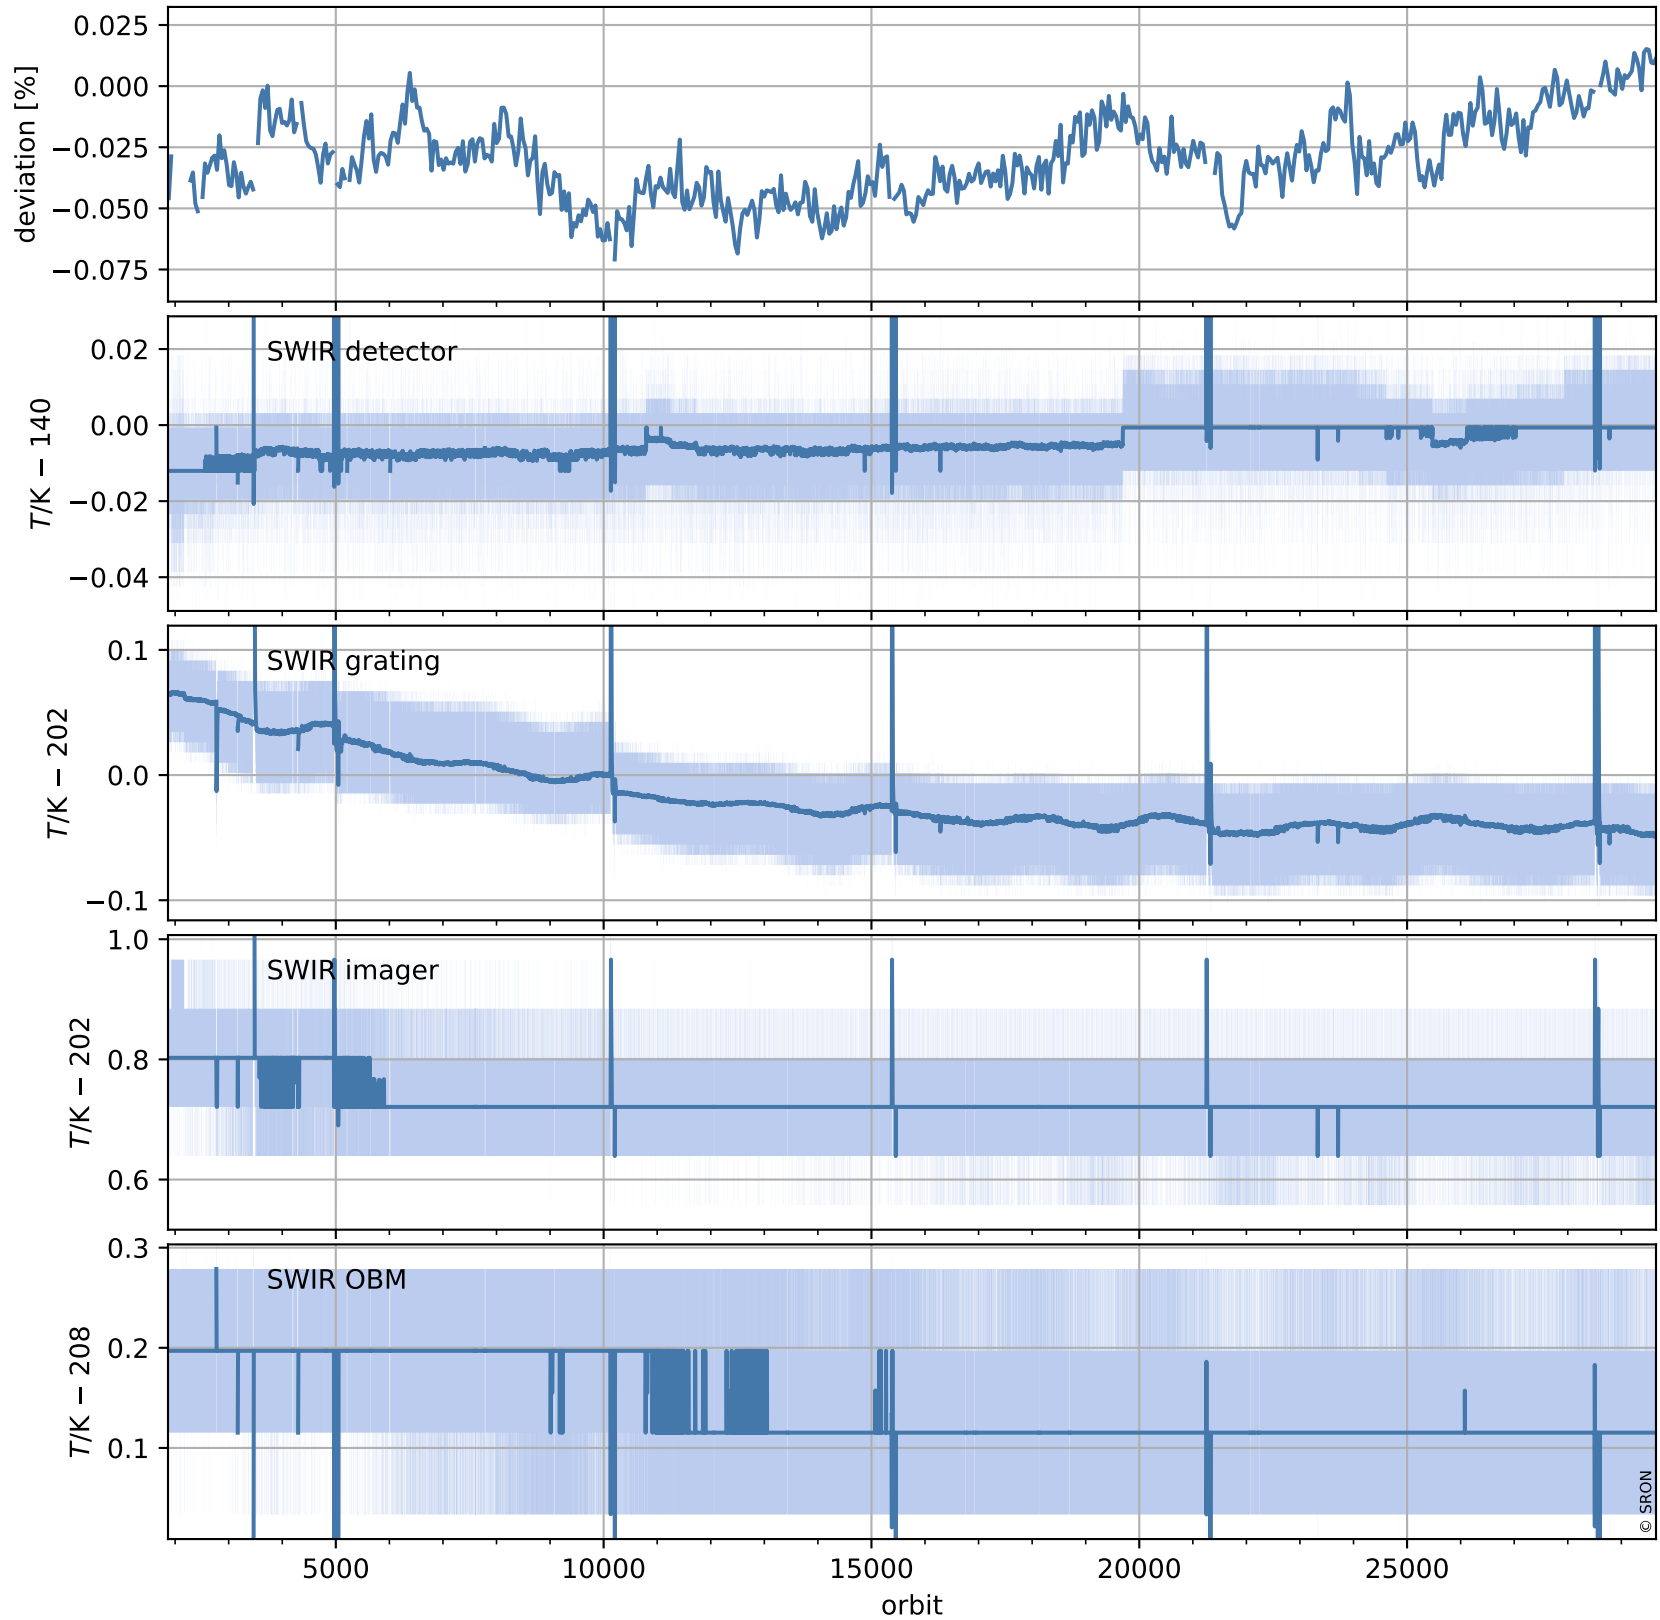 0.025
0.000
−0.025
−0.050
−0.075
deviation [%]
SWIR detector
0.02
0.00
−0.02
−0.04
T/K − 140
SWIR grating
0.1
0.0
−0.1
T/K − 202
SWIR imager
1.0
0.8
0.6
T/K − 202
SWIR OBM
0.3
0.2
0.1
T/K − 208
© SRON
5000 10000 15000 20000 25000
orbit